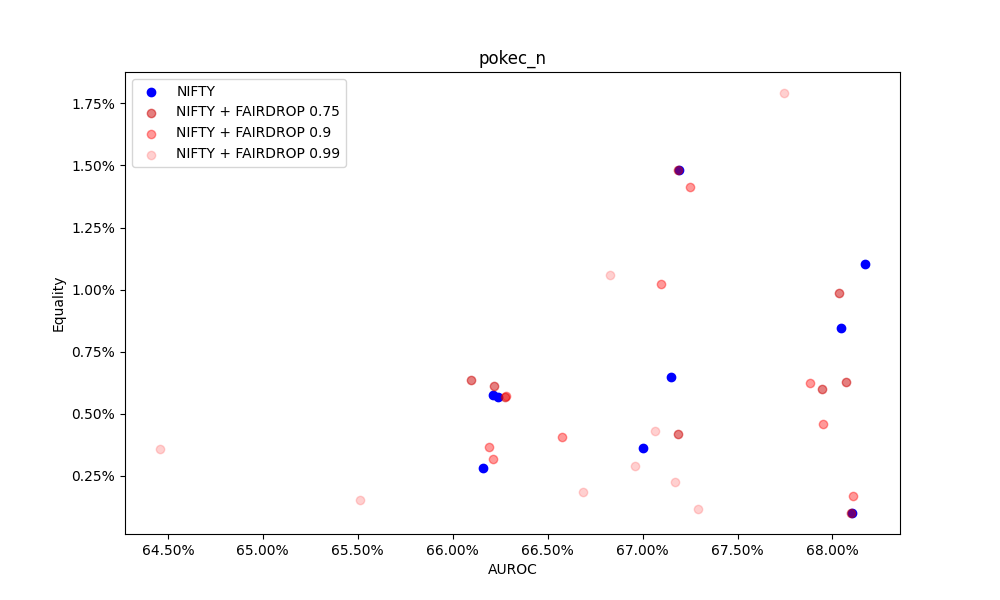 pokec_n
NIFTY
NIFTY + FAIRDROP 0.75
NIFTY + FAIRDROP 0.9
NIFTY + FAIRDROP 0.99
1.75%
1.50%
1.25%
1.00%
0.75%
0.50%
0.25%
Equality
64.50% 65.00% 65.50% 66.00% 66.50% 67.00% 67.50% 68.00%
AUROC